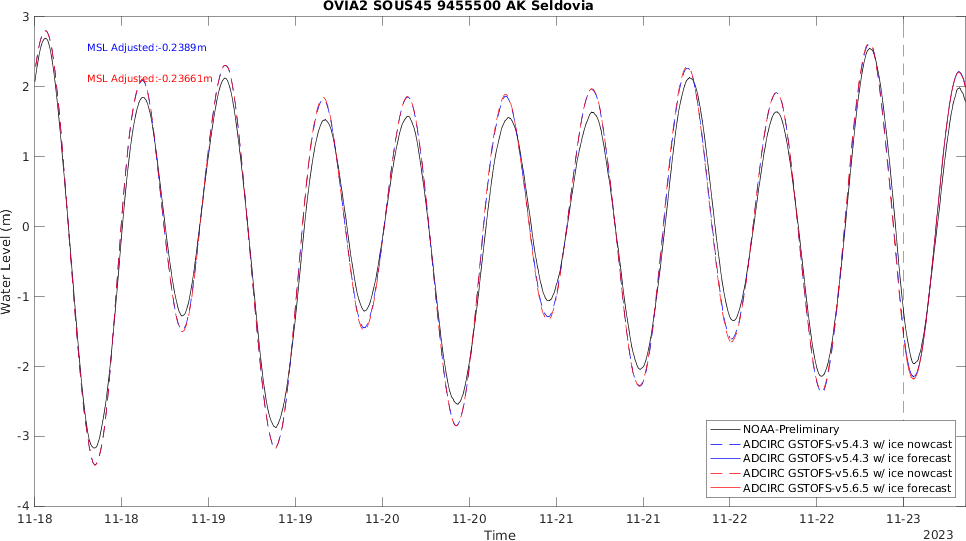 OVIA2 SOUS45 9455500 AK Seldovia
MSL Adjusted:-0.2389m
MSL Adjusted:-0.23661m
Water Level (m)
3
2
1
0
-1
-2
-3
-4
NOAA-Preliminary
ADCIRC GSTOFS-v5.4.3 w/ ice nowcast
ADCIRC GSTOFS-v5.4.3 w/ ice forecast
ADCIRC GSTOFS-v5.6.5 w/ ice nowcast
ADCIRC GSTOFS-v5.6.5 w/ ice forecast
11-18 11-18 11-19 11-19 11-20 11-20 11-21 11-21 11-22 11-22 11-23
Time
2023